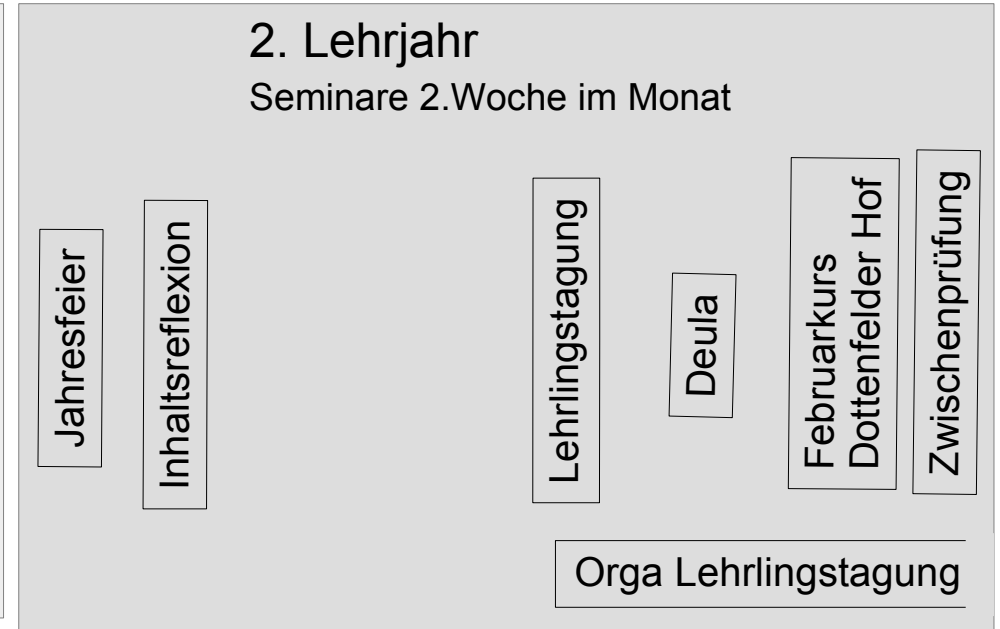 2. Lehrjahr
Seminare 2.Woche im Monat
Jahresfeier
Inhaltsreflexion
Lehrlingstagung
Deula
Februarkurs
Dottenfelder Hof
Zwischenprüfung
Orga Lehrlingstagung